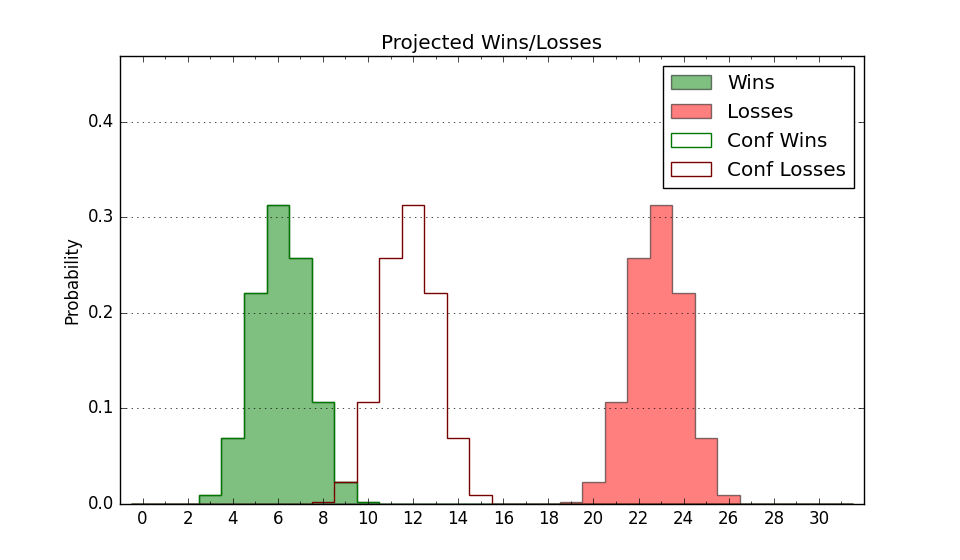 Projected Wins/Losses
Wins
Losses
Conf Wins
Conf Losses
Probability
0.4
0.3
0.2
0.1
0.0
0 2 4 6 8 10 12 14 16 18 20 22 24 26 28 30